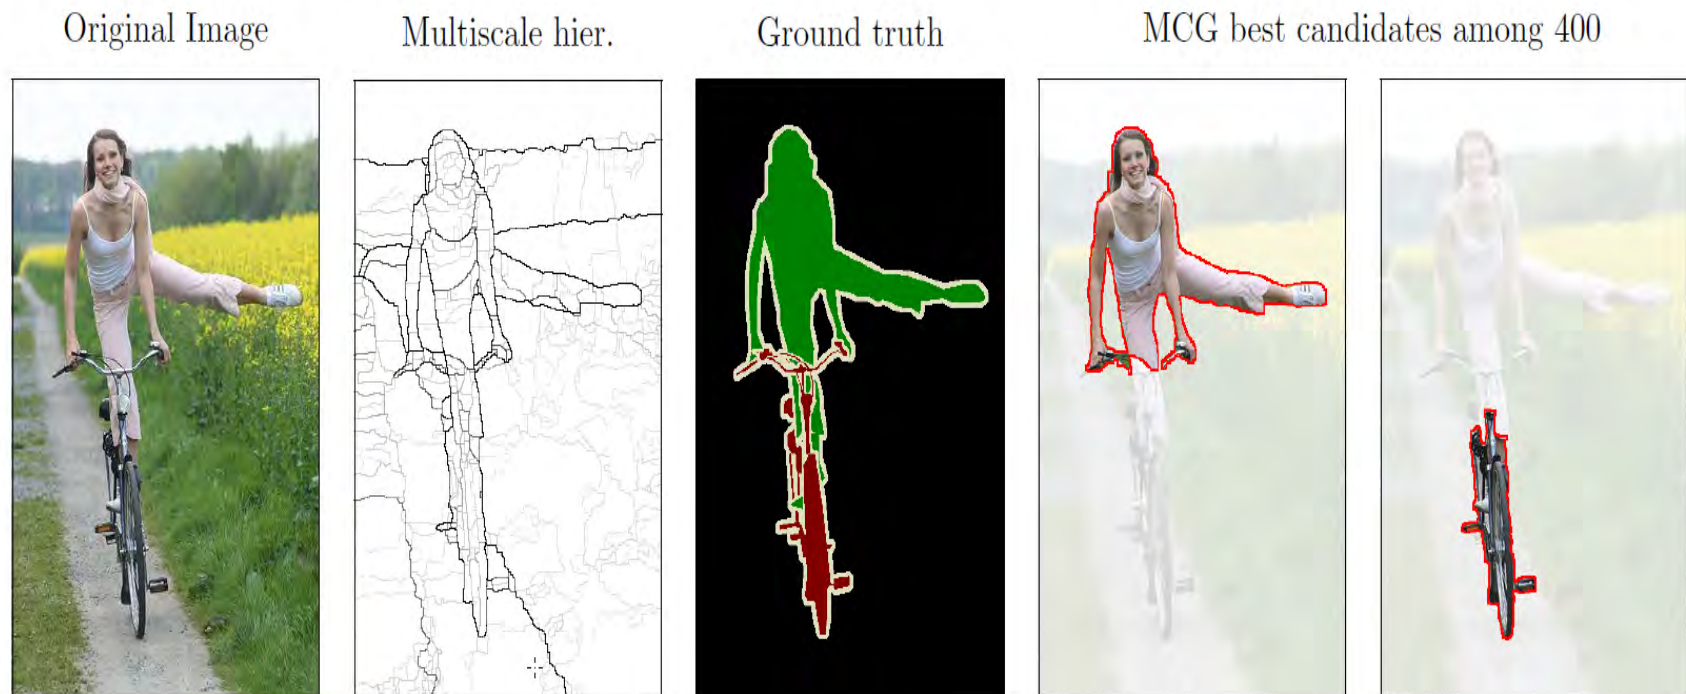 Original Image
Multiscale hier.
Ground truth
MCG best candidates among 400